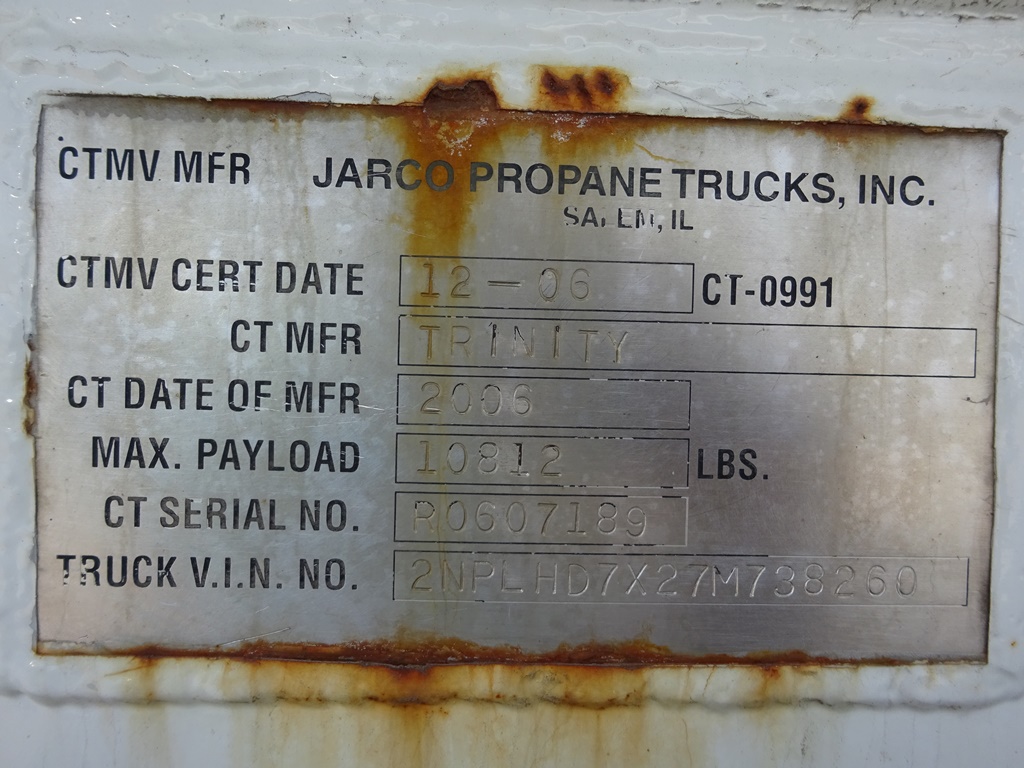 CTMV MFR JARCO PROPANE TRUCKS, INC.
SALEM, IL
CTMV CERT DATE 12-06 CT-0991
CT MFR TRINITY
CT DATE OF MFR 2006
MAX. PAYLOAD 10812 LBS.
CT SERIAL NO. R0607189
TRUCK V.I.N. NO. 2NPLHD7X27M738260